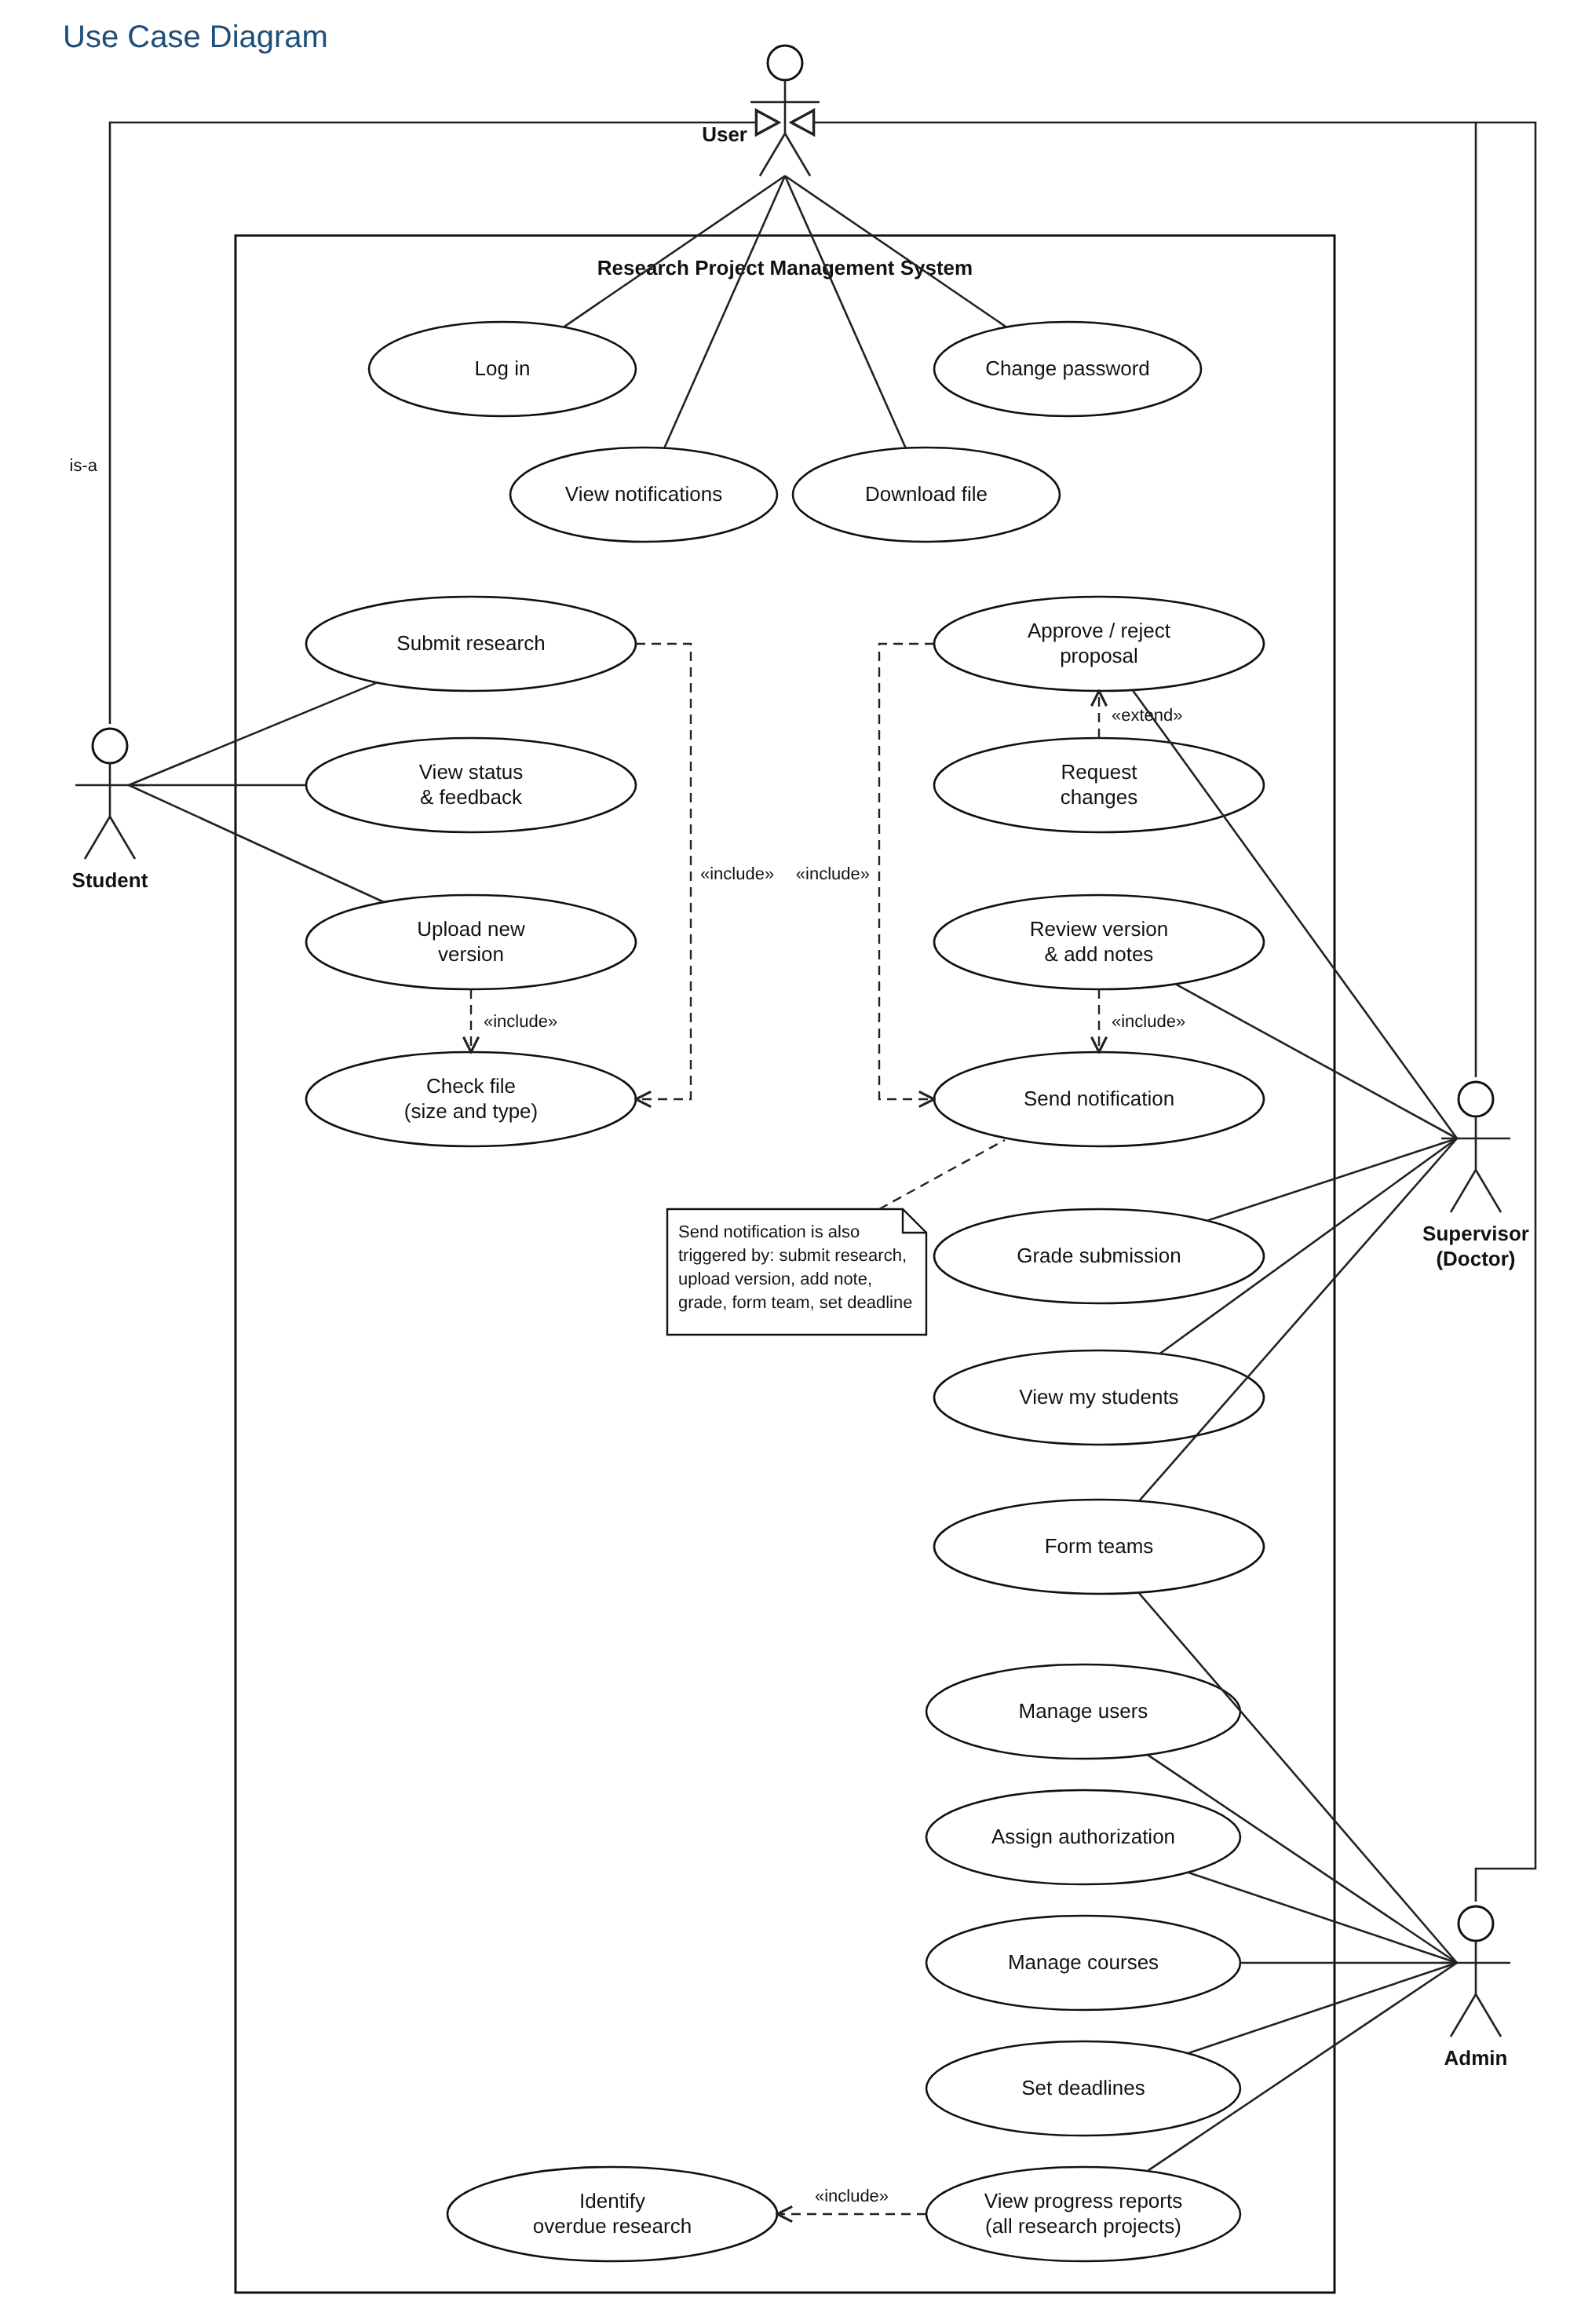 Use Case Diagram
User
Research Project Management System
Log in
Change password
is-a
View notifications
Download file
Submit research
Approve / reject
proposal
«extend»
View status
& feedback
Request
changes
Student
«include»
«include»
Upload new
version
Review version
& add notes
«include»
«include»
Check file
(size and type)
Send notification
Send notification is also
triggered by: submit research,
upload version, add note,
grade, form team, set deadline
Grade submission
Supervisor
(Doctor)
View my students
Form teams
Manage users
Assign authorization
Manage courses
Admin
Set deadlines
Identify
overdue research
«include»
View progress reports
(all research projects)